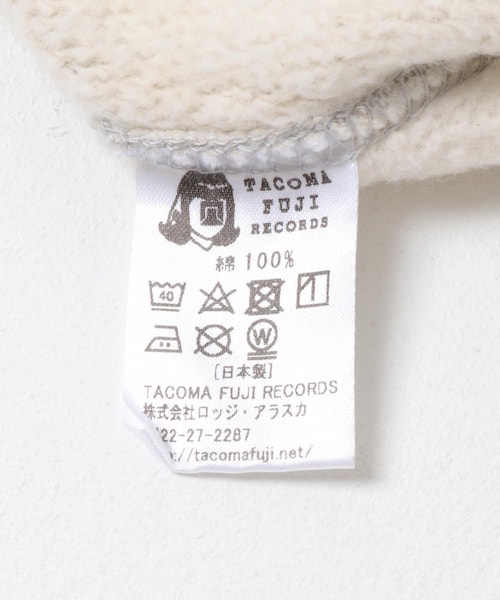 TACOMA
FUJI
RECORDS
綿 100%
40
W
[日本製]
TACOMA FUJI RECORDS
株式会社ロッジ・アラスカ
22-27-2287
://tacomafuji.net/